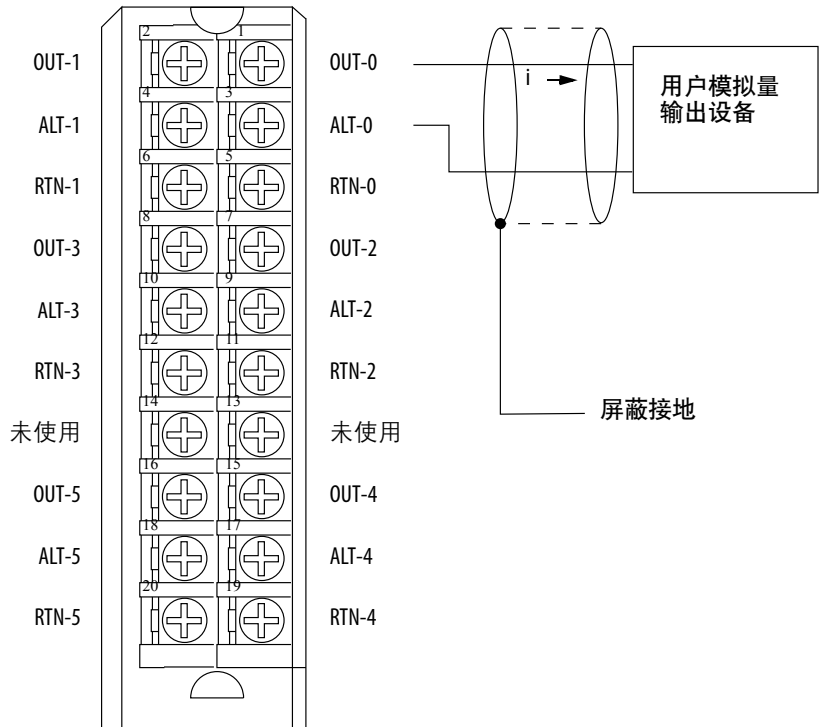 2 1
OUT-1 OUT-0
i
用户模拟量
输出设备
4 3
ALT-1 ALT-0
6 5
RTN-1 RTN-0
8 7
OUT-3 OUT-2
10 9
ALT-3 ALT-2
12 11
RTN-3 RTN-2
屏蔽接地
14 13
未使用 未使用
16 15
OUT-5 OUT-4
18 17
ALT-5 ALT-4
20 19
RTN-5 RTN-4